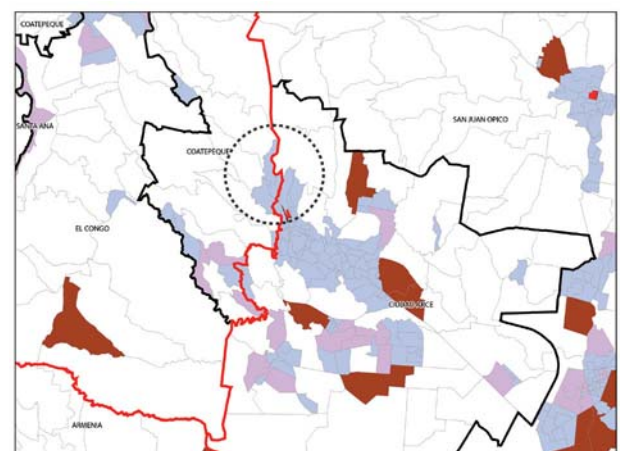 COATEPEQUE
SANTA ANA
SAN JUAN OPICO
COATEPEQUE
EL CONGO
CIUDAD ARCE
ARMENIA